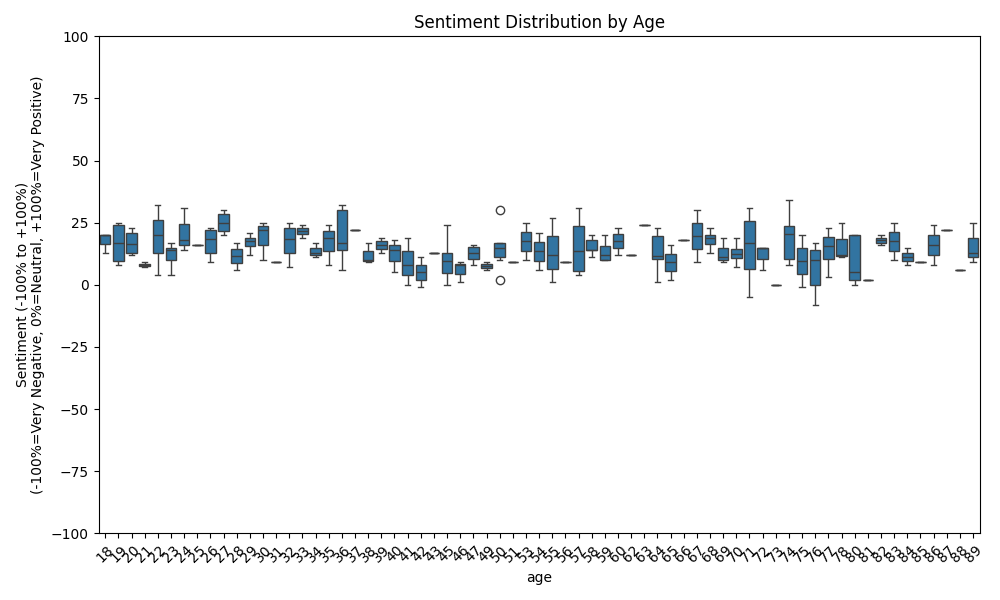 Sentiment Distribution by Age
Sentiment (-100% to +100%)
(-100%=Very Negative, 0%=Neutral, +100%=Very Positive)
100
75
50
25
0
−25
−50
−75
−100
18 19 20 21 22 23 24 25 26 27 28 29 30 31 32 33 34 35 36 37 38 39 40 41 42 43 45 46 47 49 50 51 53 54 55 56 57 58 59 60 62 63 64 65 66 67 68 69 70 71 72 73 74 75 76 77 78 80 81 82 83 84 85 86 87 88 89
age